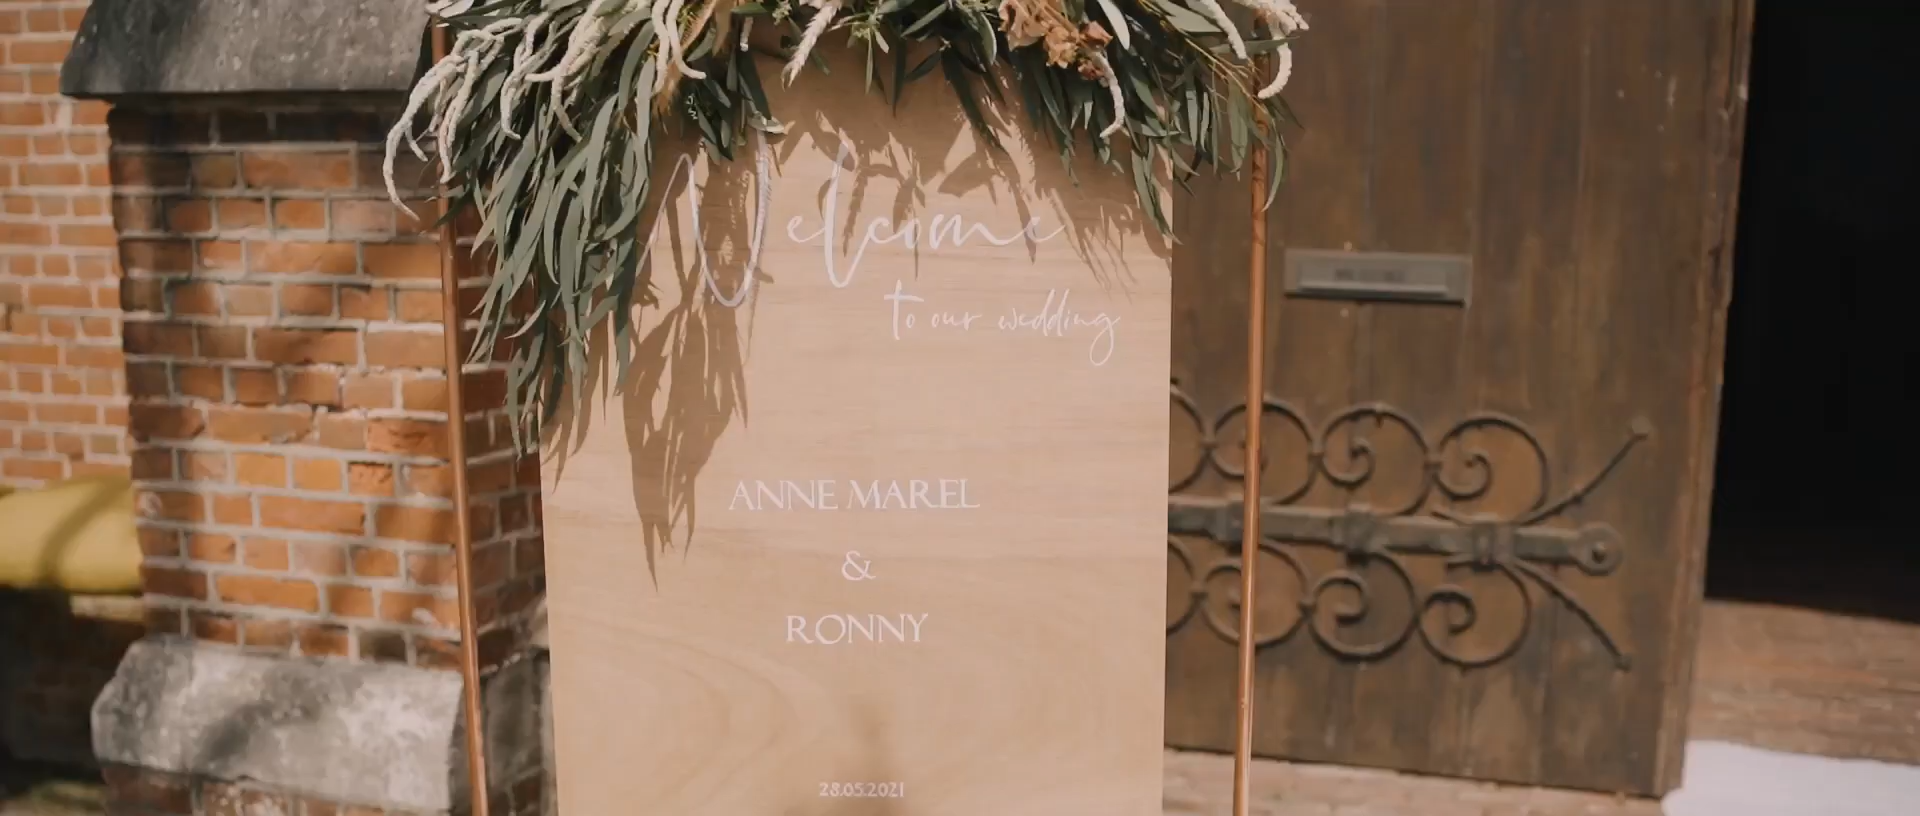 Welcome
to our wedding
ANNE MAREL
&
RONNY
28.05.2021